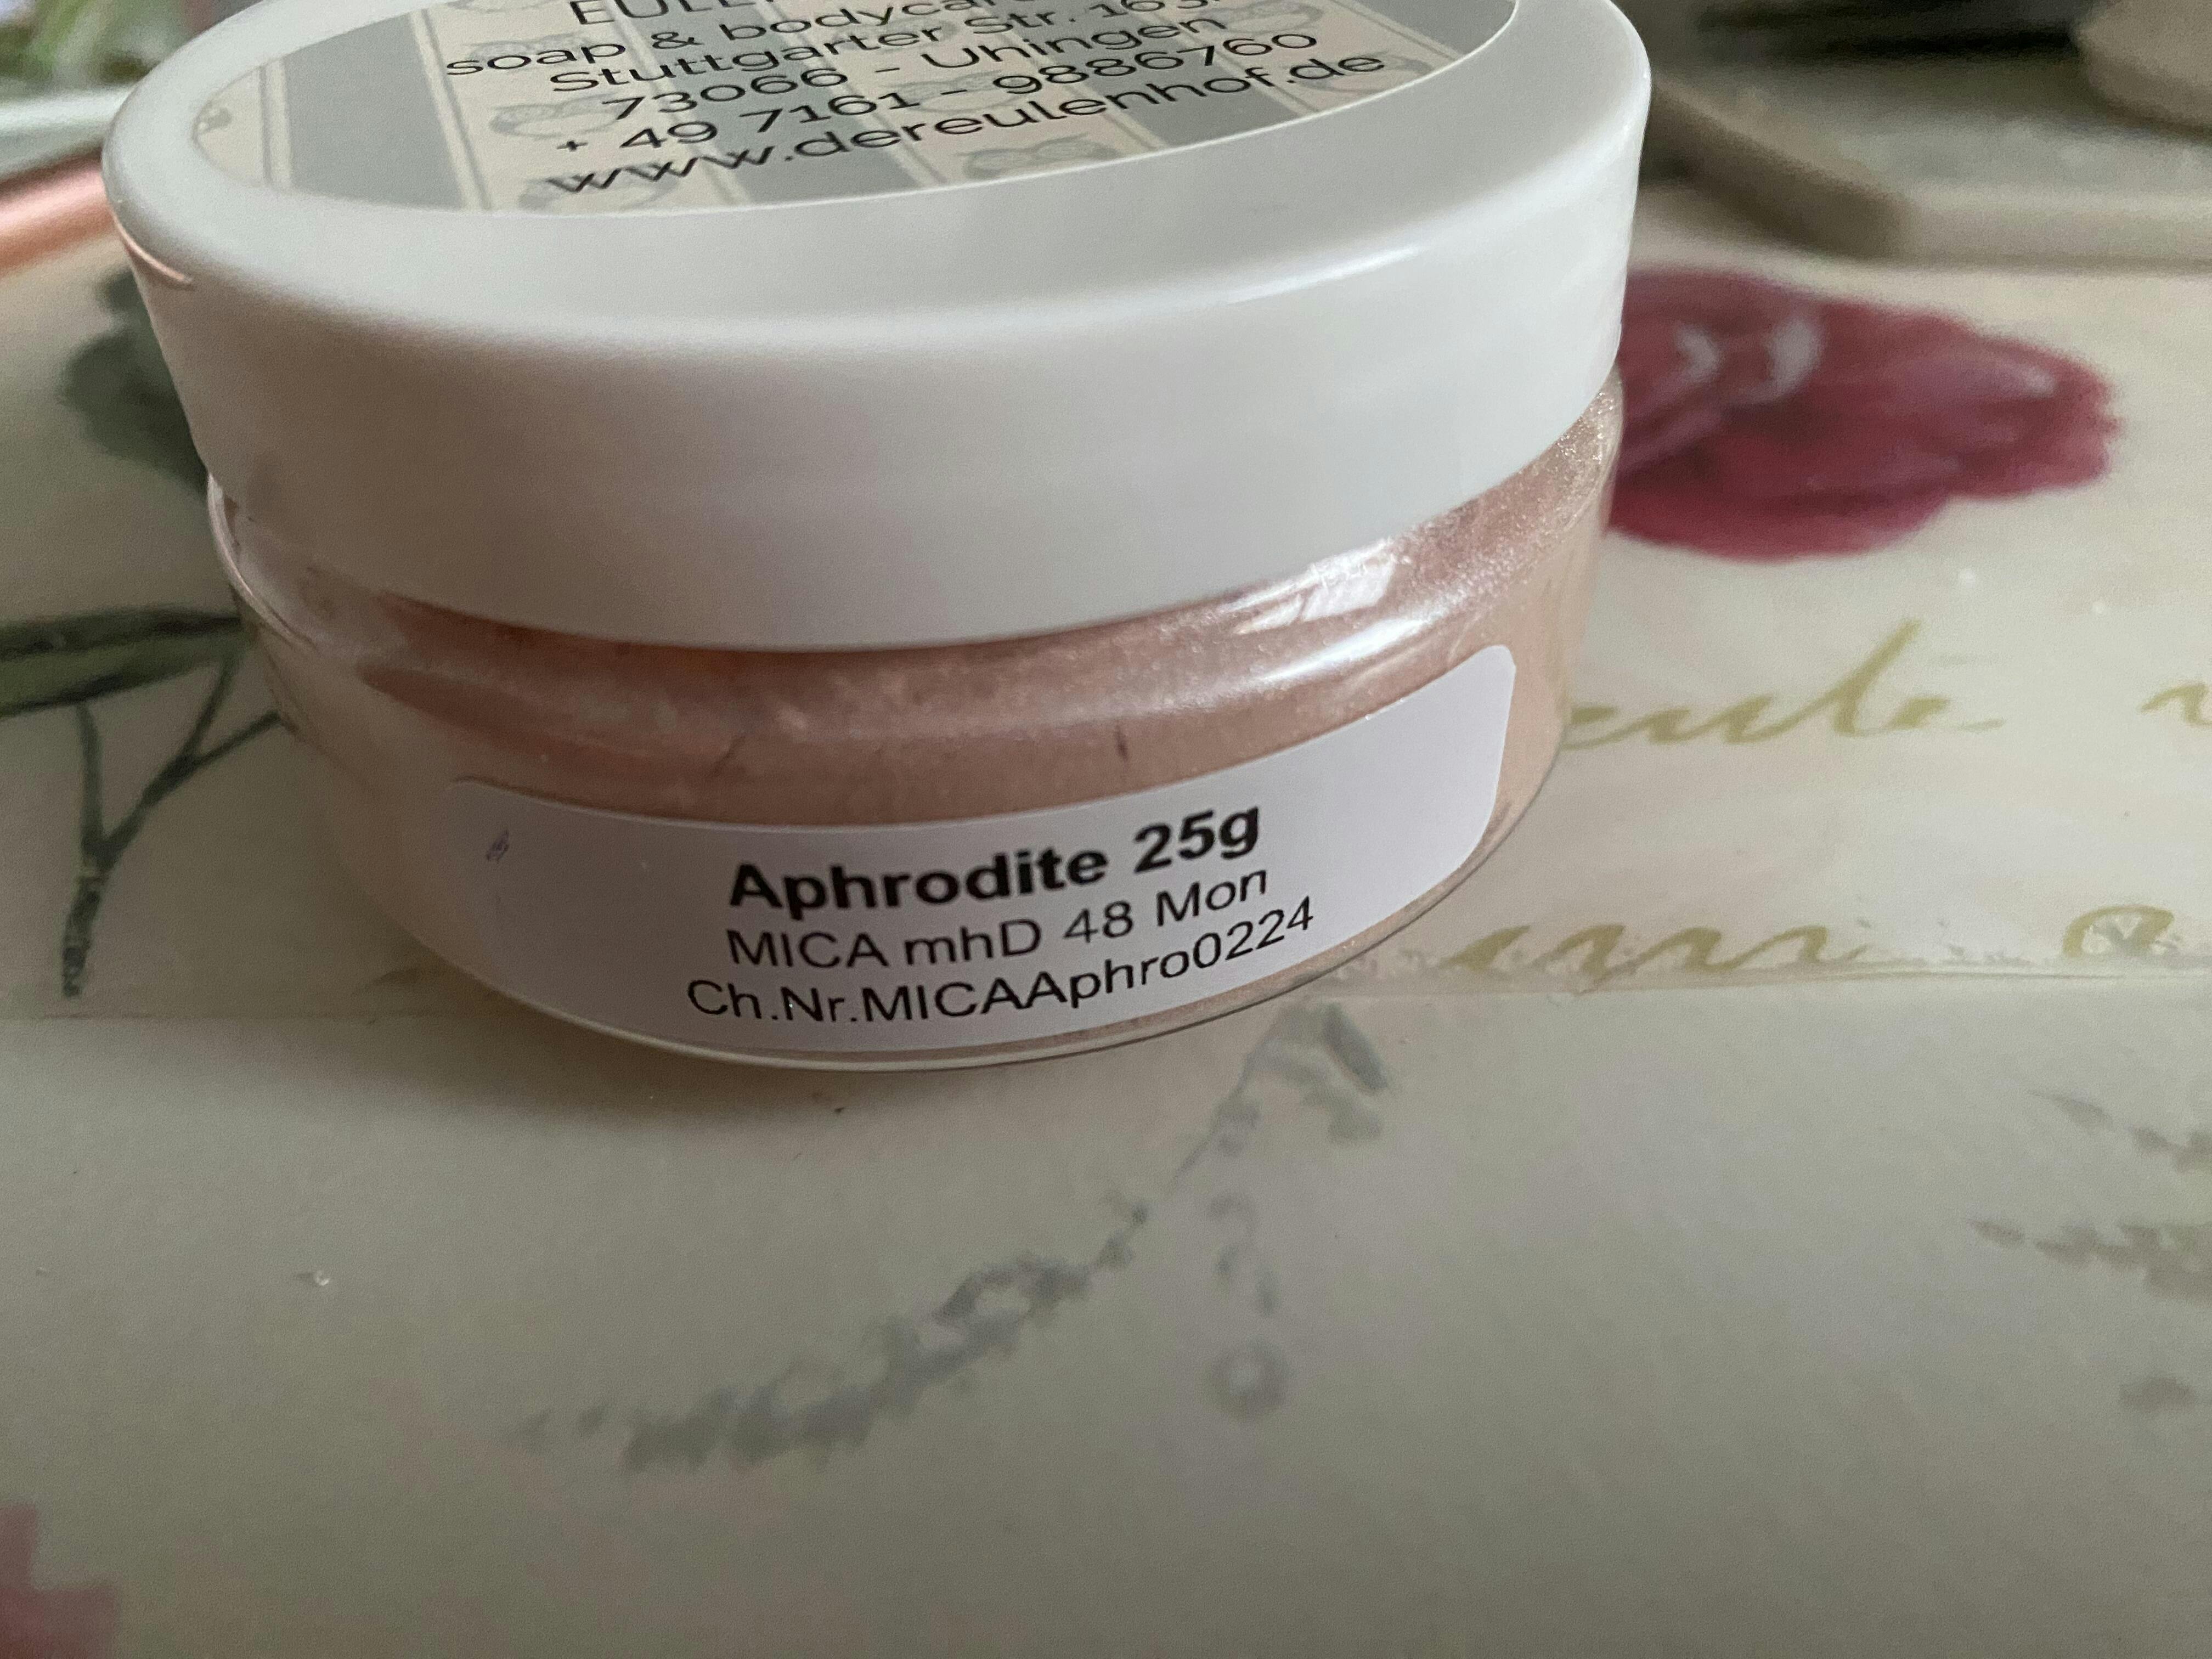 soap & bodycare
Stuttgarter Str.
73066 - Uhingen
+ 49 7161 - 9886760
www.dereulenhof.de
Aphrodite 25g
MICA mhD 48 Mon
Ch.Nr.MICAAphro0224